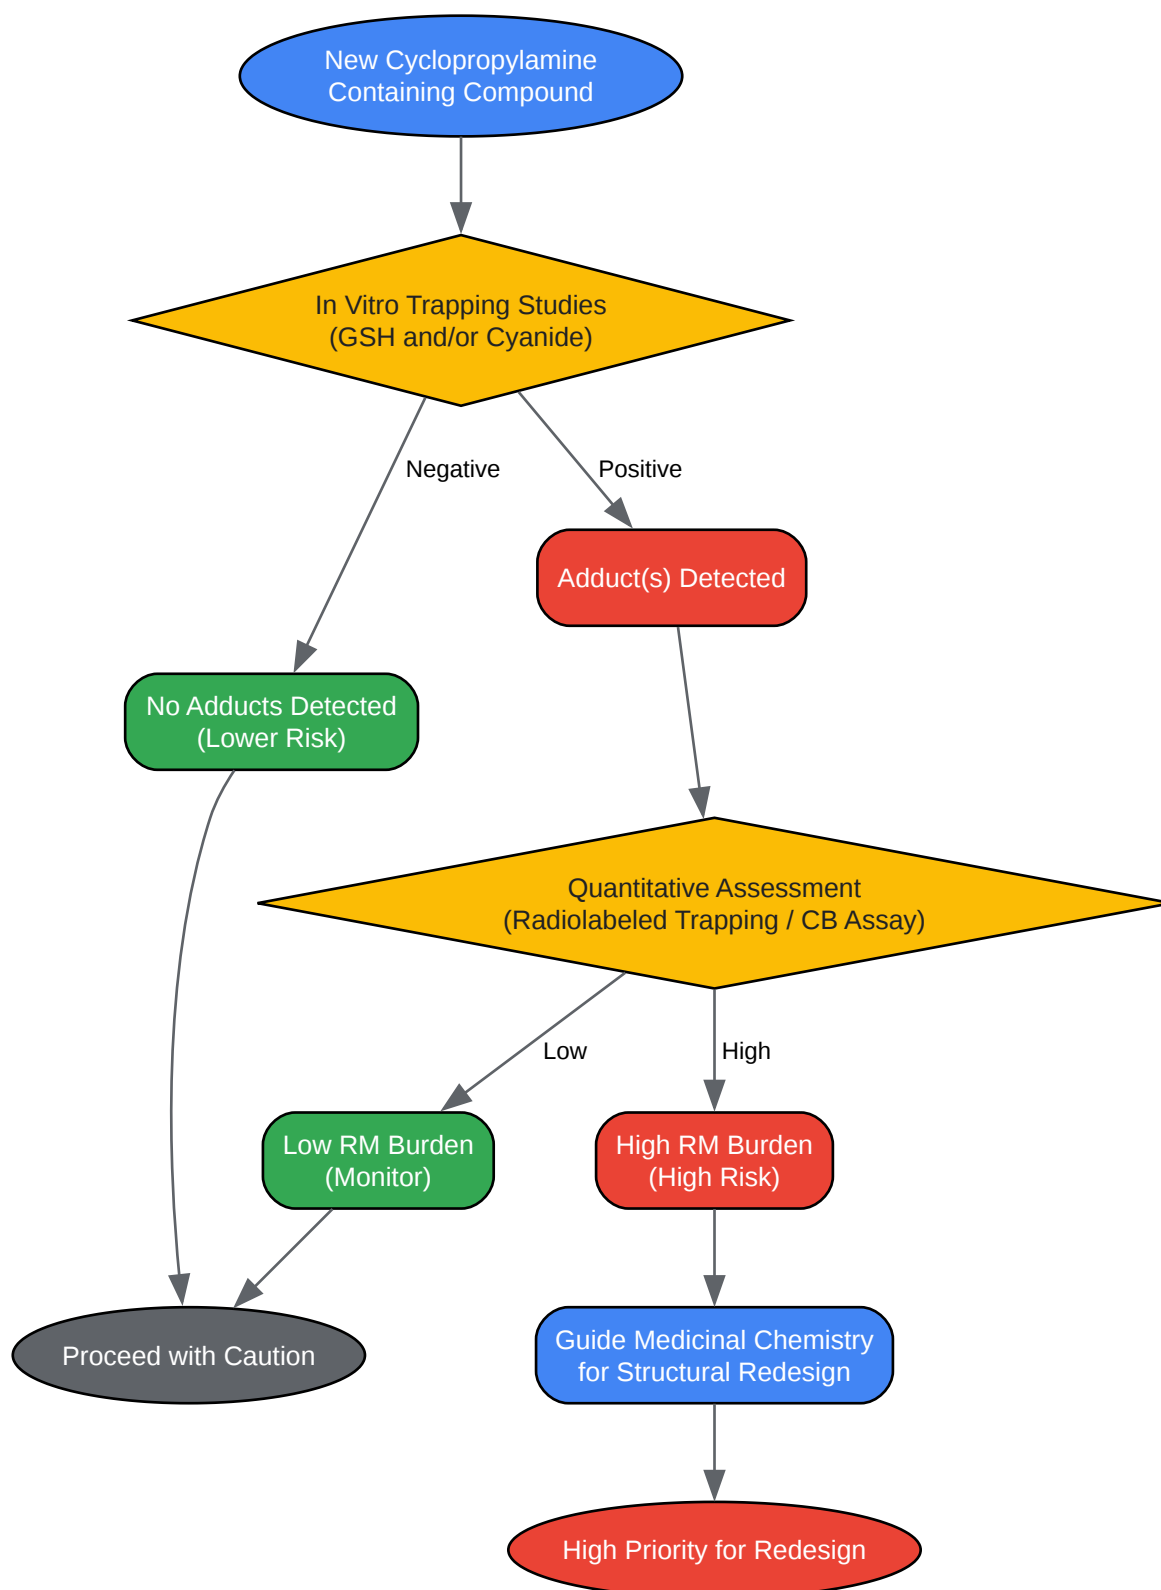 New Cyclopropylamine
Containing Compound
In Vitro Trapping Studies
(GSH and/or Cyanide)
Negative
Positive
Adduct(s) Detected
No Adducts Detected
(Lower Risk)
Quantitative Assessment
(Radiolabeled Trapping / CB Assay)
Low
High
Low RM Burden
(Monitor)
High RM Burden
(High Risk)
Proceed with Caution
Guide Medicinal Chemistry
for Structural Redesign
High Priority for Redesign